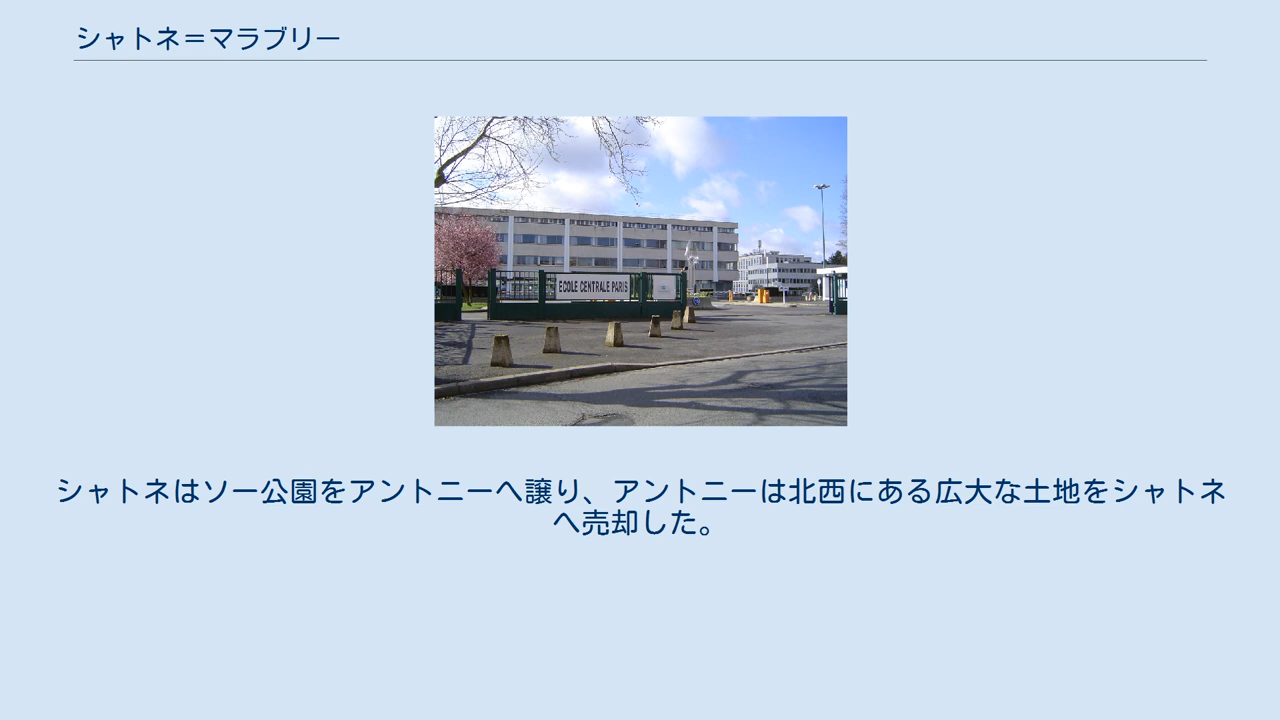 シャトネ＝マラブリー
ECOLE CENTRALE PARIS
シャトネはソー公園をアントニーへ譲り、アントニーは北西にある広大な土地をシャトネ
へ売却した。